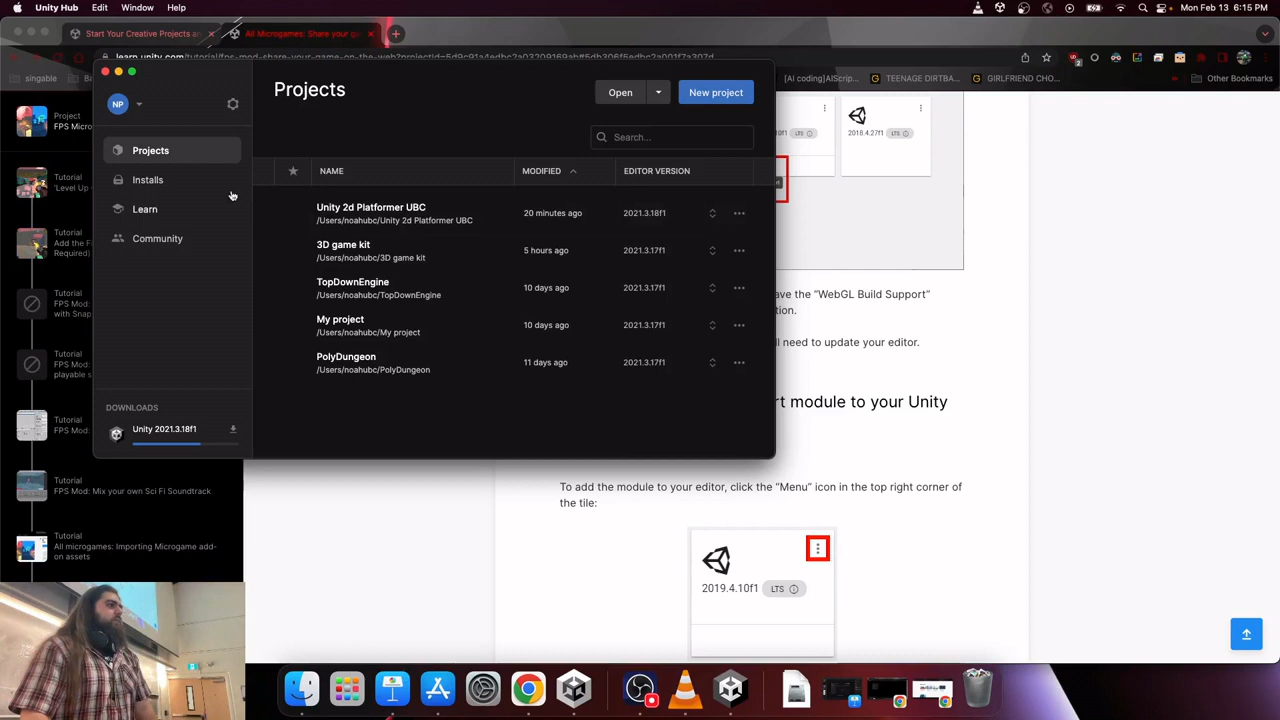 Unity Hub Edit Window Help
Mon Feb 13 6:15 PM
Start Your Creative Projects an
All Microgames: Share your ga
singable
[AI coding]AIScrip...
TEENAGE DIRTBA...
GIRLFRIEND CHO...
Other Bookmarks
Project
FPS Micro
Tutorial
"Level Up
Tutorial
Add the Fi
Required)
Tutorial
FPS Mod:
with Snap
Tutorial
FPS Mod:
playable s
Tutorial
FPS Mod:
Tutorial
FPS Mod: Mix your own Sci Fi Soundtrack
Tutorial
All microgames: Importing Microgame add-
on assets
NP
Projects
Installs
Learn
Community
DOWNLOADS
Unity 2021.3.18f1
Projects
Open
New project
Search...
NAME MODIFIED EDITOR VERSION
Unity 2d Platformer UBC 20 minutes ago 2021.3.18f1
/Users/noahubc/Unity 2d Platformer UBC
3D game kit 5 hours ago 2021.3.17f1
/Users/noahubc/3D game kit
TopDownEngine 10 days ago 2021.3.17f1
/Users/noahubc/TopDownEngine
My project 10 days ago 2021.3.17f1
/Users/noahubc/My project
PolyDungeon 11 days ago 2021.3.17f1
/Users/noahubc/PolyDungeon
10f1 LTS
2018.4.27f1 LTS
ave the “WebGL Build Support”
tion.
ll need to update your editor.
rt module to your Unity
To add the module to your editor, click the “Menu” icon in the top right corner of
the tile:
2019.4.10f1 LTS